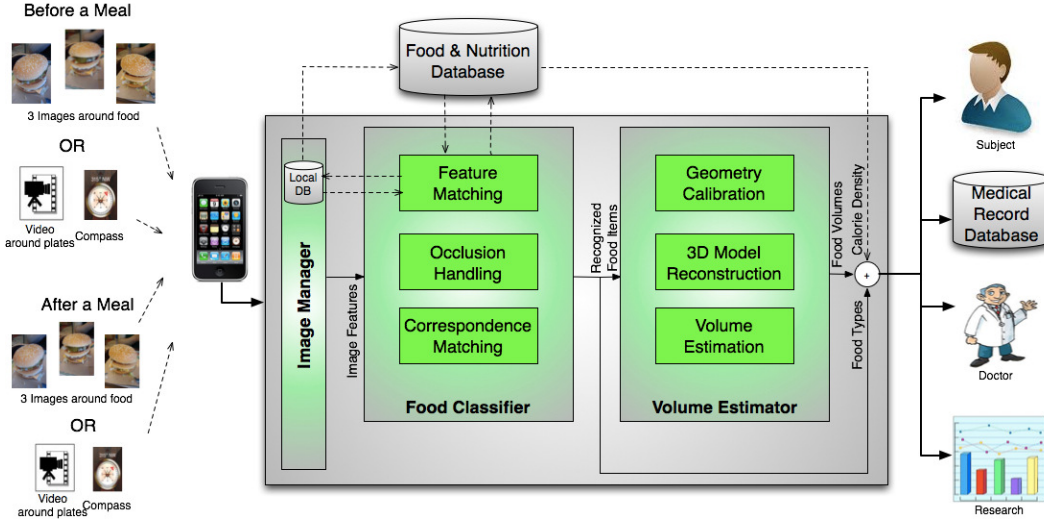 Before a Meal
3 Images around food
OR
Video
around plates
Compass
After a Meal
3 Images around food
OR
Video
around plates
Compass
Food & Nutrition
Database
Local
DB
Image Manager
Image Features
Feature
Matching
Occlusion
Handling
Correspondence
Matching
Food Classifier
Recognized
Food Items
Geometry
Calibration
3D Model
Reconstruction
Volume
Estimation
Volume Estimator
Food Volumes
Calorie Density
Food Types
+
Subject
Medical
Record
Database
Doctor
Research